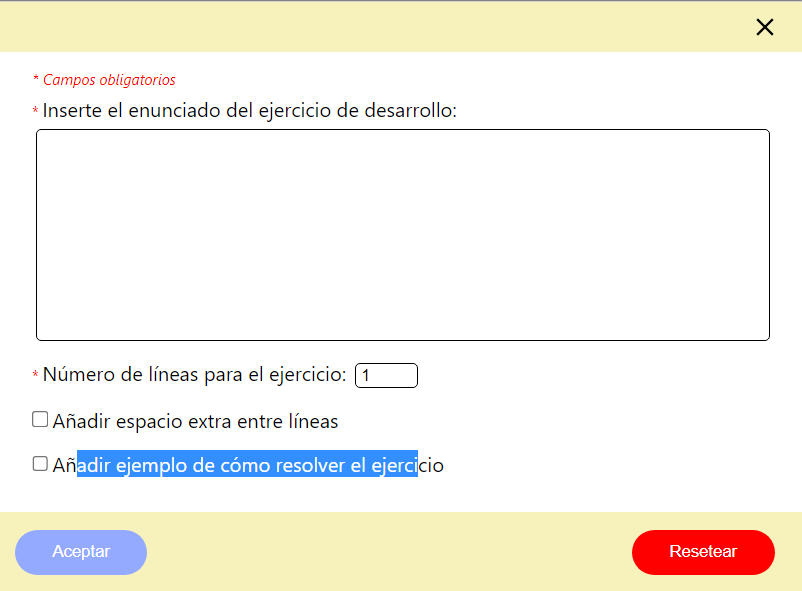 * Campos obligatorios
* Inserte el enunciado del ejercicio de desarrollo:
* Número de líneas para el ejercicio: 1
Añadir espacio extra entre líneas
Añadir ejemplo de cómo resolver el ejercicio
Aceptar Resetear